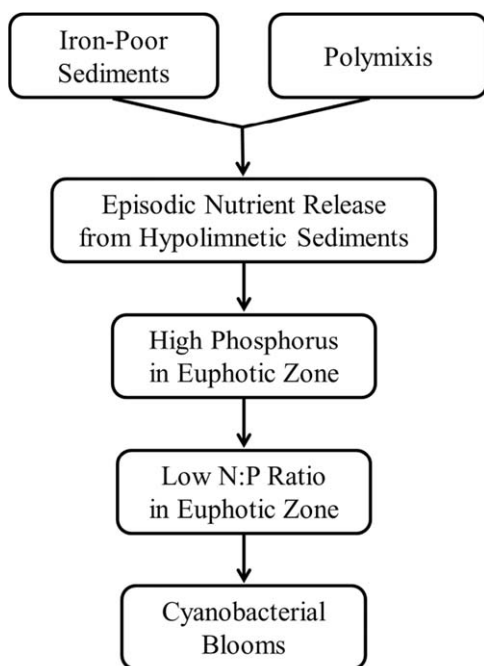 Iron-Poor
Sediments
Polymixis
Episodic Nutrient Release
from Hypolimnetic Sediments
High Phosphorus
in Euphotic Zone
Low N:P Ratio
in Euphotic Zone
Cyanobacterial
Blooms